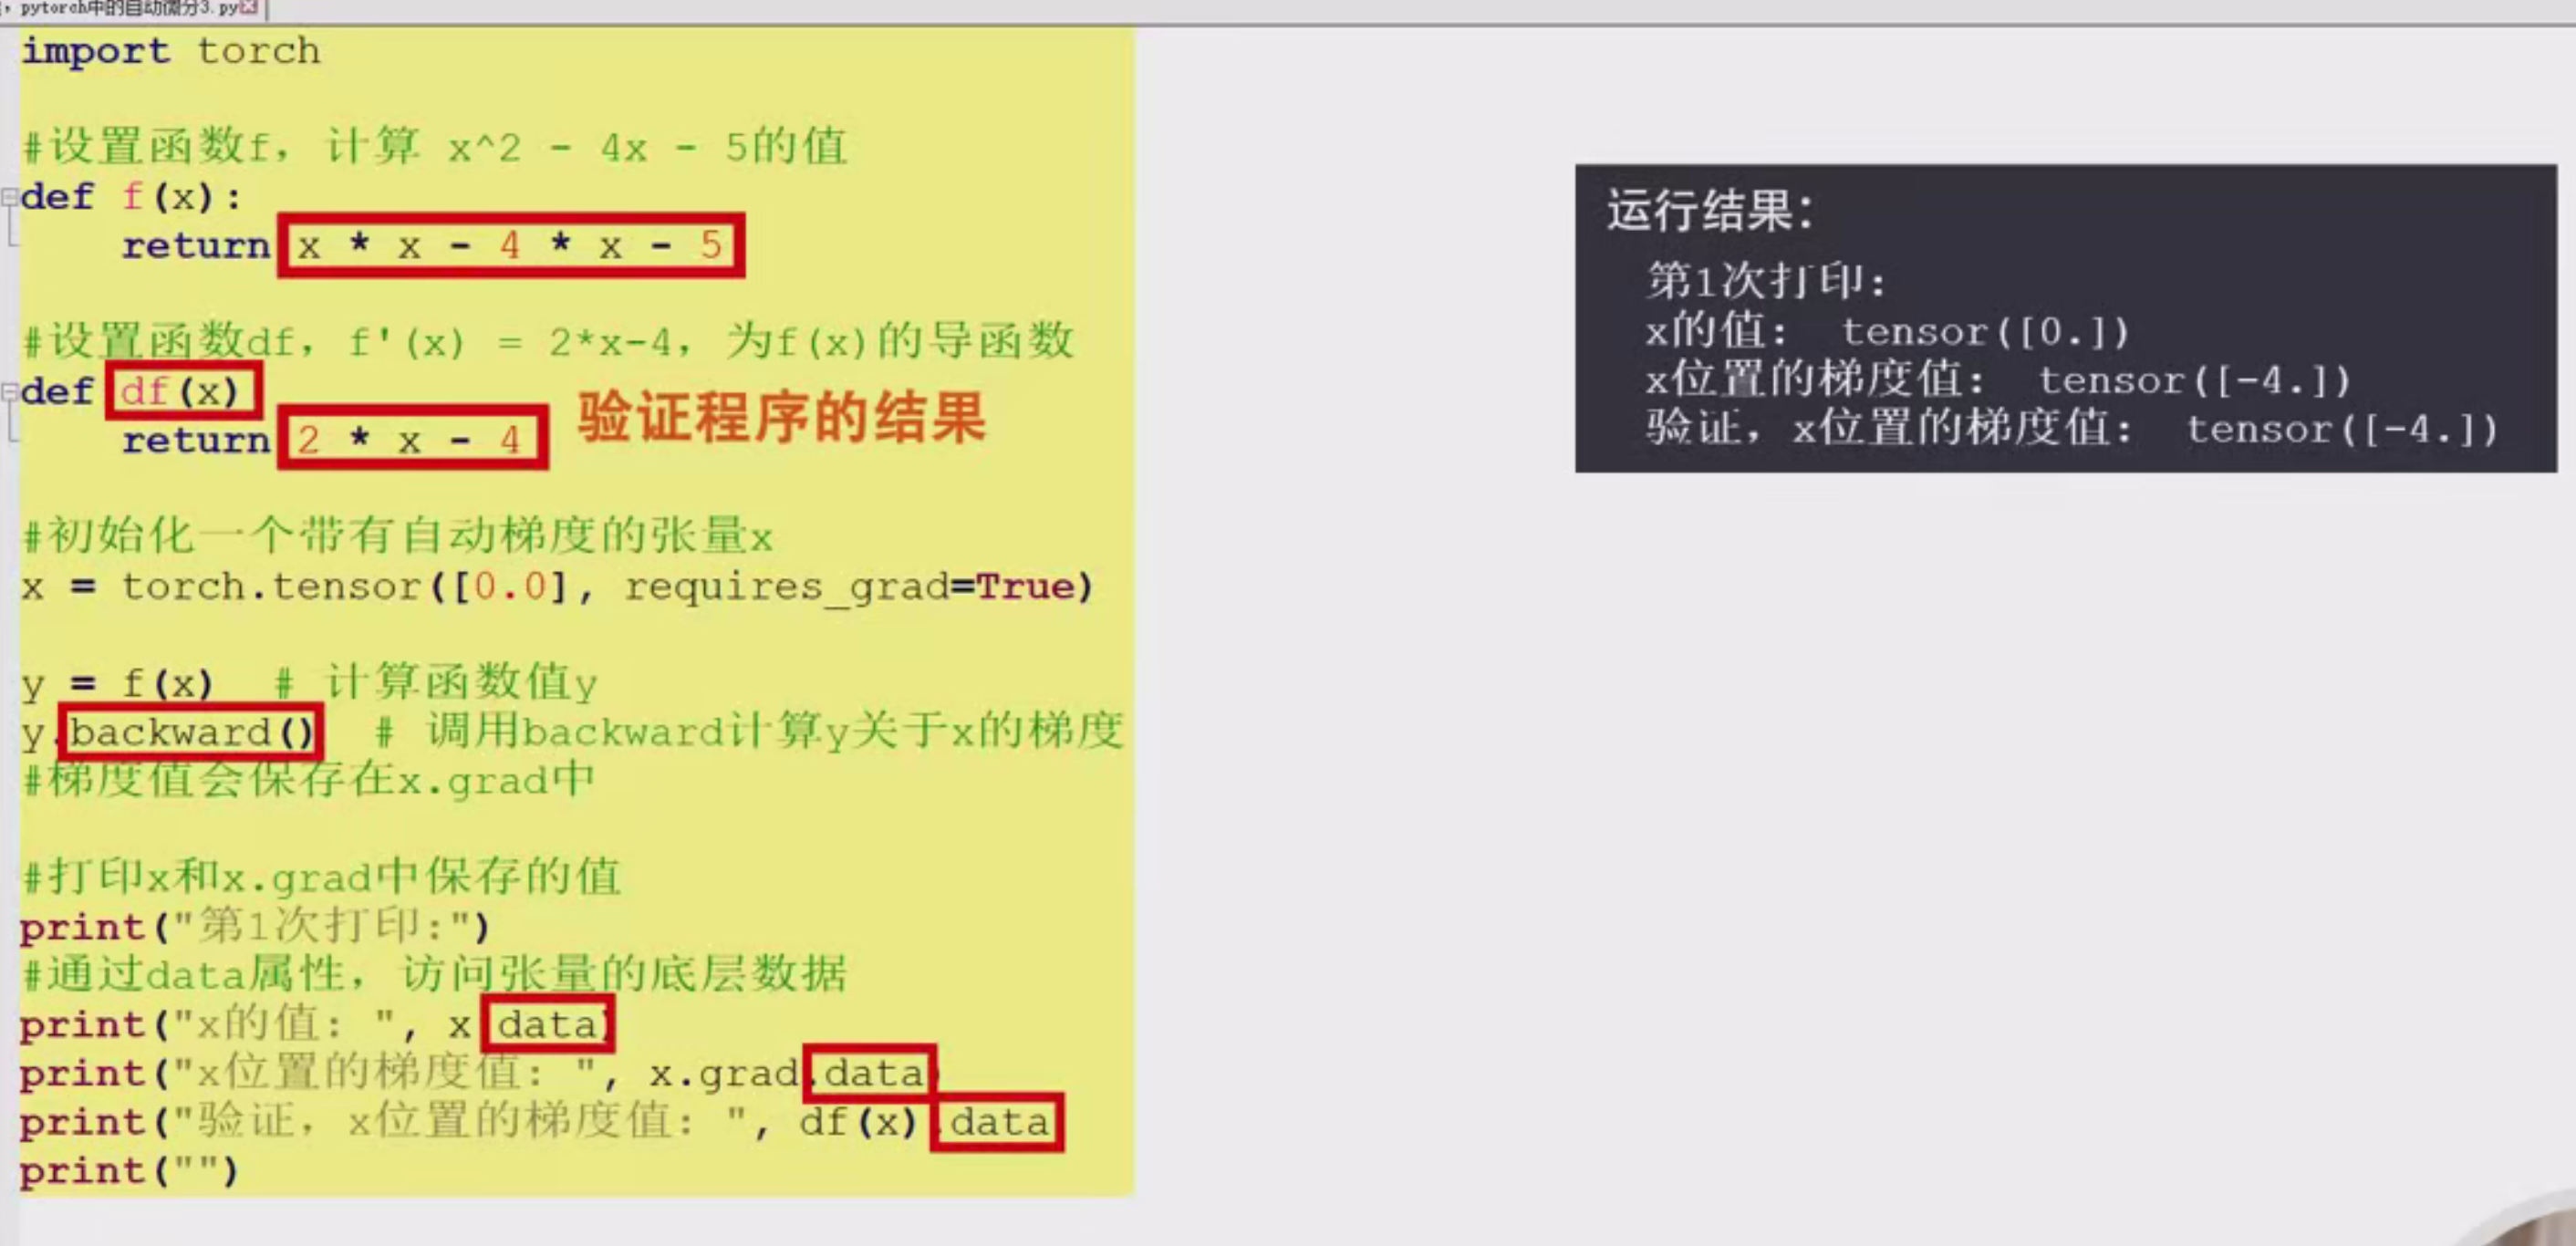 pytorch中的自动微分3.py
import torch
#设置函数f，计算 x^2 - 4x - 5的值
def f(x):
return x * x - 4 * x - 5
#设置函数df，f'(x) = 2*x-4，为f(x)的导函数
def df(x)
return 2 * x - 4
验证程序的结果
#初始化一个带有自动梯度的张量x
x = torch.tensor([0.0], requires_grad=True)
y = f(x) # 计算函数值y
y.backward() # 调用backward计算y关于x的梯度
#梯度值会保存在x.grad中
#打印x和x.grad中保存的值
print("第1次打印:")
#通过data属性，访问张量的底层数据
print("x的值：", x data)
print("x位置的梯度值：", x.grad.data)
print("验证，x位置的梯度值：", df(x).data
print("")
运行结果：
第1次打印：
x的值： tensor([0.])
x位置的梯度值： tensor([-4.])
验证，x位置的梯度值： tensor([-4.])